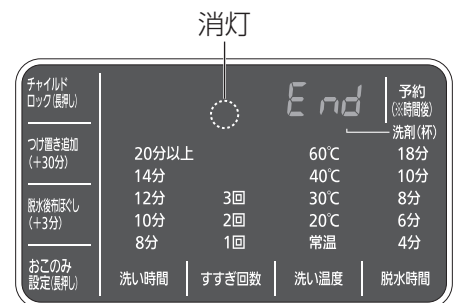 消灯
チャイルド
ロック(長押し)
End
予約
(※時間後)
洗剤(杯)
つけ置き追加
(+30分)
20分以上 60℃ 18分
14分 40℃ 10分
脱水後布ほぐし
(+3分)
12分 3回 30℃ 8分
10分 2回 20℃ 6分
8分 1回 常温 4分
おこのみ
設定(長押し)
洗い時間 すすぎ回数 洗い温度 脱水時間